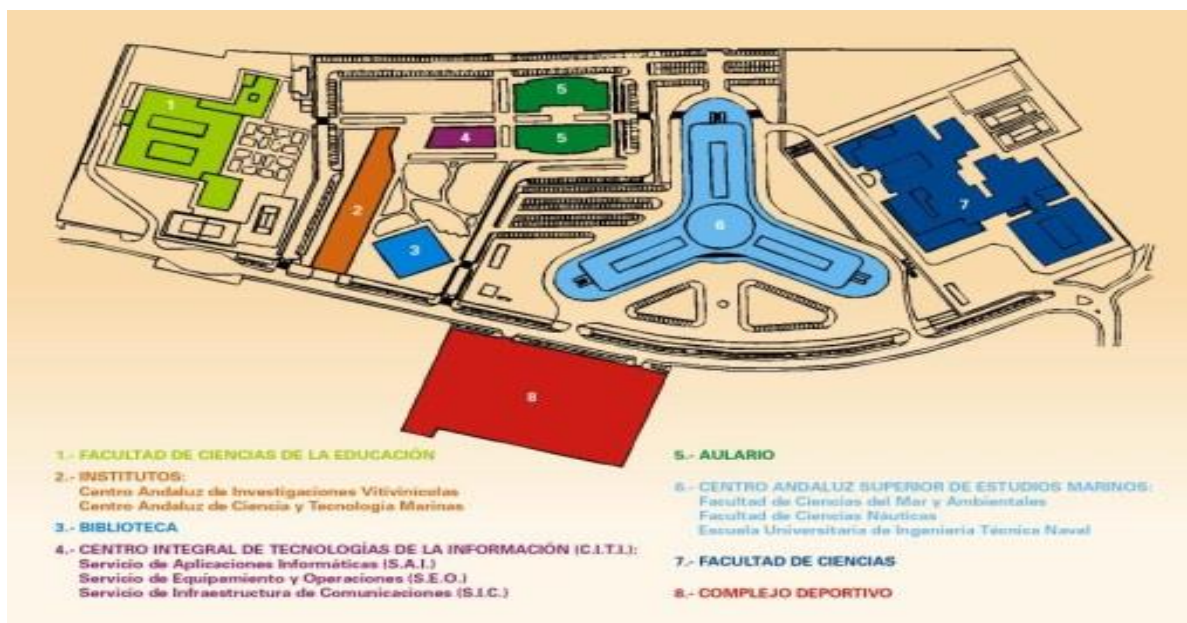 1
2
3
4
5
5
6
7
8
1.- FACULTAD DE CIENCIAS DE LA EDUCACIÓN
2.- INSTITUTOS:
Centro Andaluz de Investigaciones Vitivinícolas
Centro Andaluz de Ciencia y Tecnología Marinas
3.- BIBLIOTECA
4.- CENTRO INTEGRAL DE TECNOLOGÍAS DE LA INFORMACIÓN (C.I.T.I.):
Servicio de Aplicaciones Informáticas (S.A.I.)
Servicio de Equipamiento y Operaciones (S.E.O.)
Servicio de Infraestructura de Comunicaciones (S.I.C.)
5.- AULARIO
6.- CENTRO ANDALUZ SUPERIOR DE ESTUDIOS MARINOS:
Facultad de Ciencias del Mar y Ambientales
Facultad de Ciencias Náuticas
Escuela Universitaria de Ingeniería Técnica Naval
7.- FACULTAD DE CIENCIAS
8.- COMPLEJO DEPORTIVO